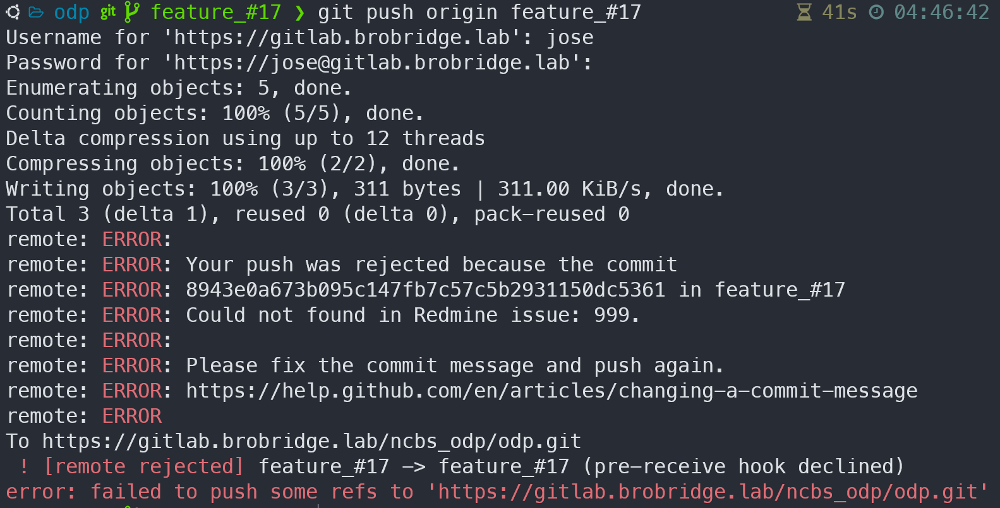 odp git feature_#17 ❯ git push origin feature_#17 41s 04:46:42
Username for 'https://gitlab.brobridge.lab': jose
Password for 'https://jose@gitlab.brobridge.lab':
Enumerating objects: 5, done.
Counting objects: 100% (5/5), done.
Delta compression using up to 12 threads
Compressing objects: 100% (2/2), done.
Writing objects: 100% (3/3), 311 bytes | 311.00 KiB/s, done.
Total 3 (delta 1), reused 0 (delta 0), pack-reused 0
remote: ERROR:
remote: ERROR: Your push was rejected because the commit
remote: ERROR: 8943e0a673b095c147fb7c57c5b2931150dc5361 in feature_#17
remote: ERROR: Could not found in Redmine issue: 999.
remote: ERROR:
remote: ERROR: Please fix the commit message and push again.
remote: ERROR: https://help.github.com/en/articles/changing-a-commit-message
remote: ERROR
To https://gitlab.brobridge.lab/ncbs_odp/odp.git
 ! [remote rejected] feature_#17 -> feature_#17 (pre-receive hook declined)
error: failed to push some refs to 'https://gitlab.brobridge.lab/ncbs_odp/odp.git'